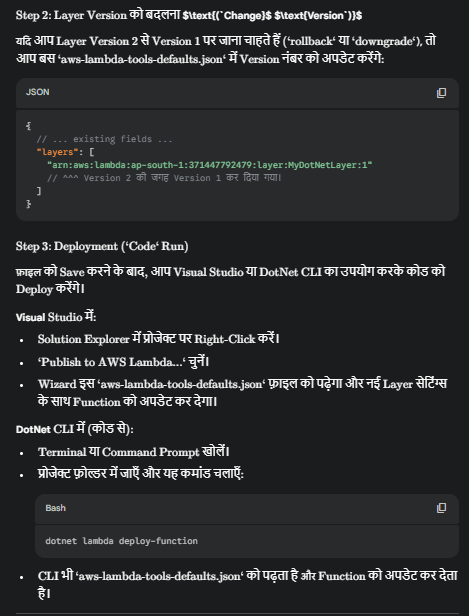 Step 2: Layer Version को बदलना $\text{(`Change}$ $\text{Version`)}$
यदि आप Layer Version 2 से Version 1 पर जाना चाहते हैं (‘rollback‘ या ‘downgrade‘), तो
आप बस ‘aws-lambda-tools-defaults.json‘ में Version नंबर को अपडेट करेंगे:
JSON
{
// ... existing fields ...
"layers": [
"arn:aws:lambda:ap-south-1:371447792479:layer:MyDotNetLayer:1"
// ^^^ Version 2 की जगह Version 1 कर दिया गया।
]
}
Step 3: Deployment (‘Code‘ Run)
फ़ाइल को Save करने के बाद, आप Visual Studio या DotNet CLI का उपयोग करके कोड को
Deploy करेंगे।
Visual Studio में:
• Solution Explorer में प्रोजेक्ट पर Right-Click करें।
• ‘Publish to AWS Lambda...‘ चुनें।
• Wizard इस ‘aws-lambda-tools-defaults.json‘ फ़ाइल को पढ़ेगा और नई Layer सेटिंग्स
के साथ Function को अपडेट कर देगा।
DotNet CLI में (कोड से):
• Terminal या Command Prompt खोलें।
• प्रोजेक्ट फ़ोल्डर में जाएँ और यह कमांड चलाएँ:
Bash
dotnet lambda deploy-function
• CLI भी ‘aws-lambda-tools-defaults.json‘ को पढ़ता है और Function को अपडेट कर देता
है।